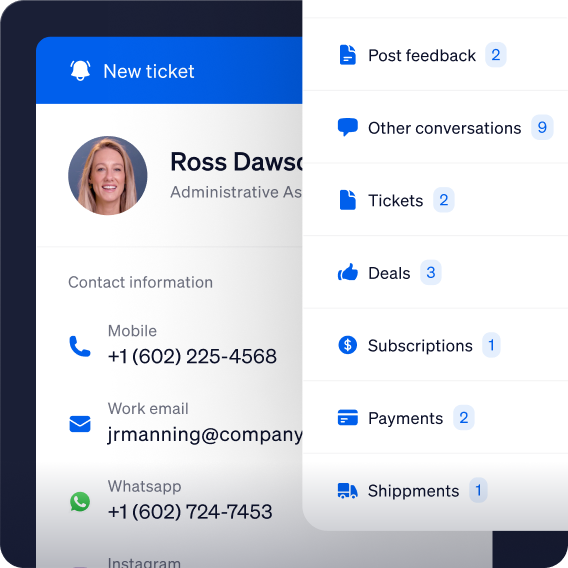 New ticket
Ross Dawso
Administrative As
Contact information
Mobile
+1 (602) 225-4568
Work email
jrmanning@company
Whatsapp
+1 (602) 724-7453
Instagram
Post feedback 2
Other conversations 9
Tickets 2
Deals 3
Subscriptions 1
Payments 2
Shippments 1